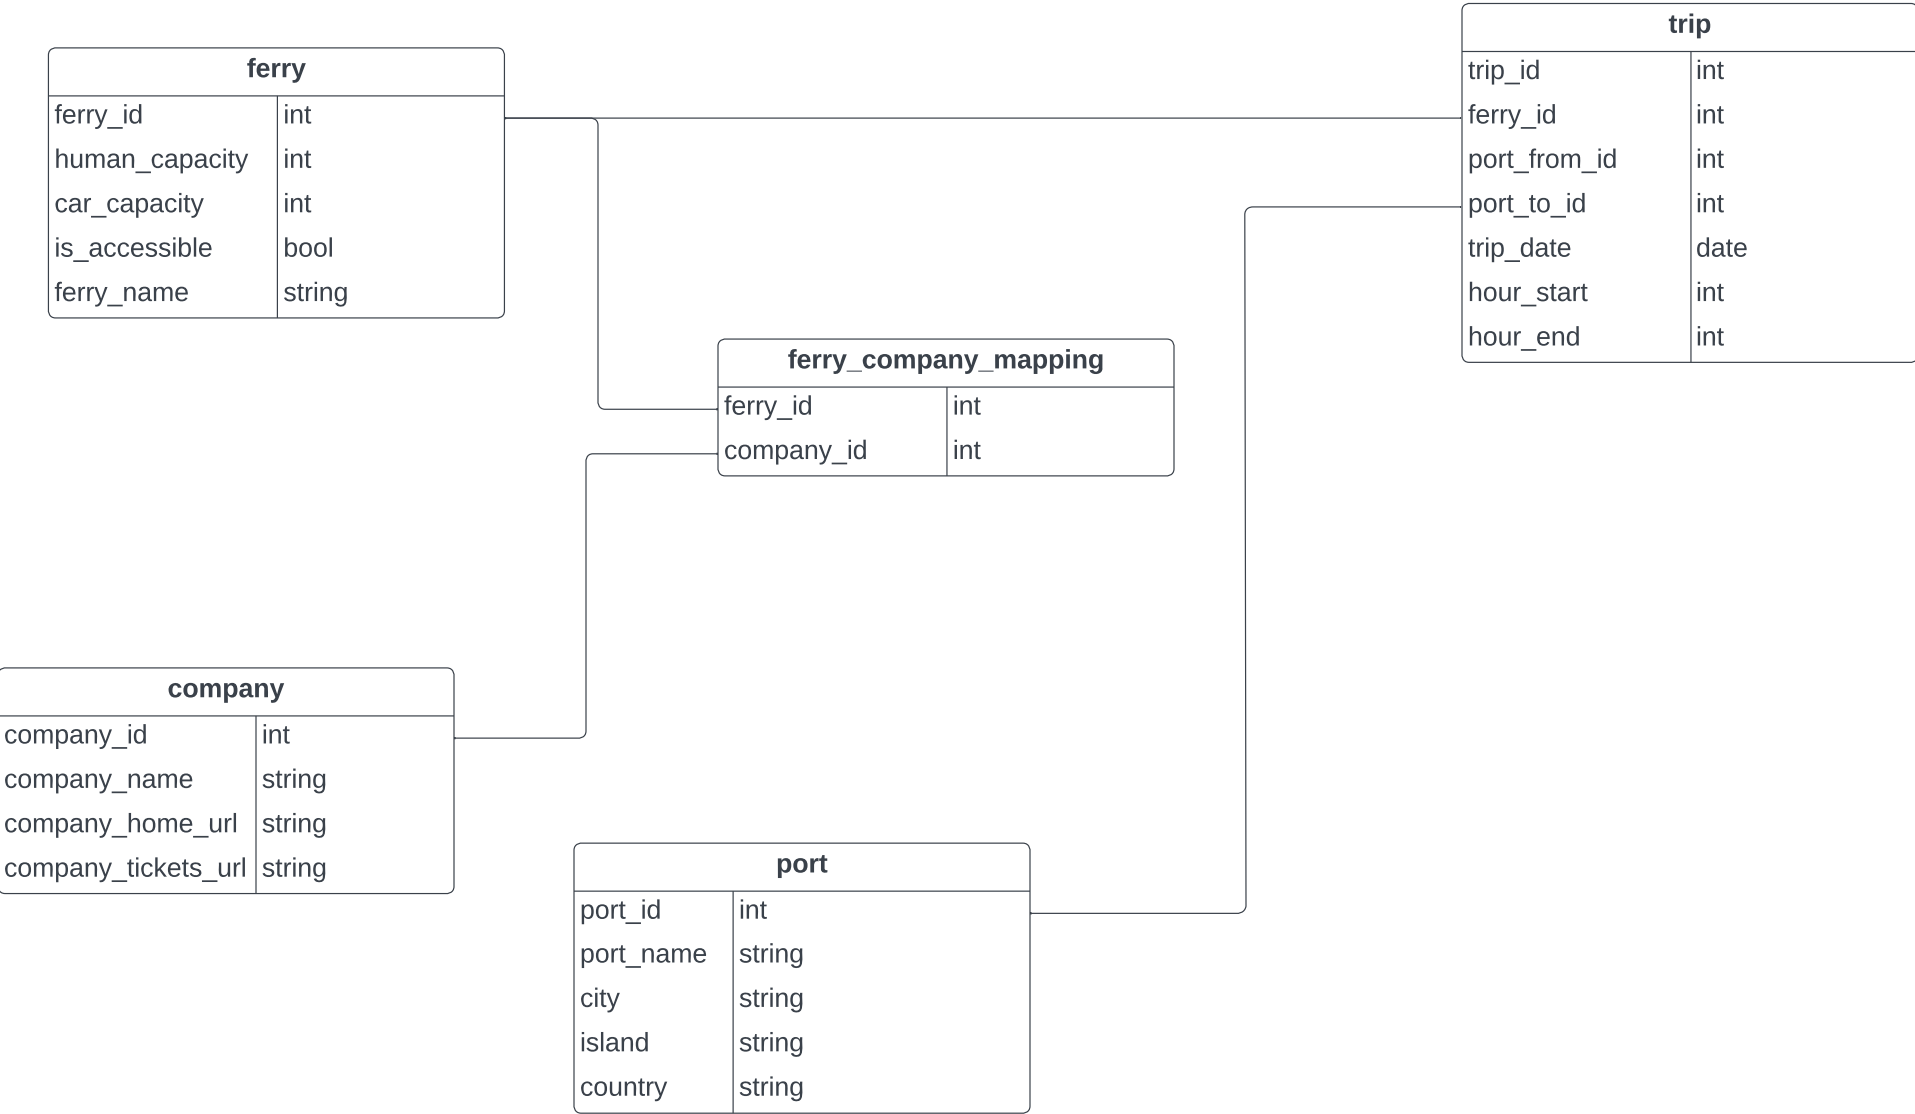 ferry
ferry_id int
human_capacity int
car_capacity int
is_accessible bool
ferry_name string
trip
trip_id int
ferry_id int
port_from_id int
port_to_id int
trip_date date
hour_start int
hour_end int
ferry_company_mapping
ferry_id int
company_id int
company
company_id int
company_name string
company_home_url string
company_tickets_url string
port
port_id int
port_name string
city string
island string
country string